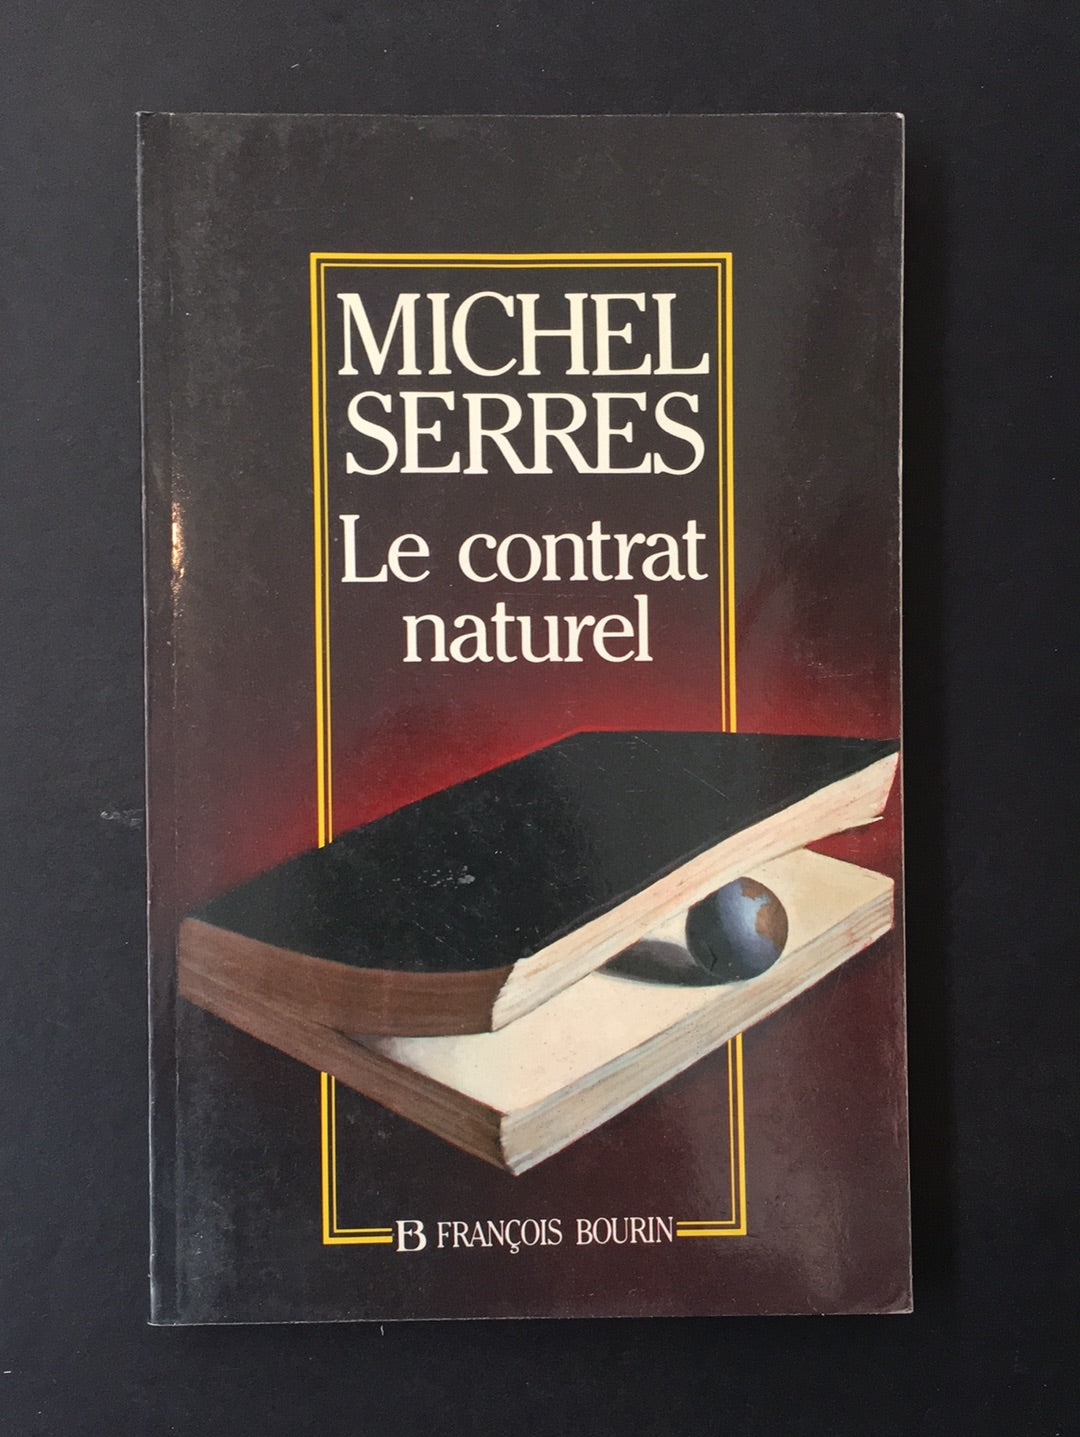 MICHEL
SERRES
Le contrat
naturel
FB FRANÇOIS BOURIN